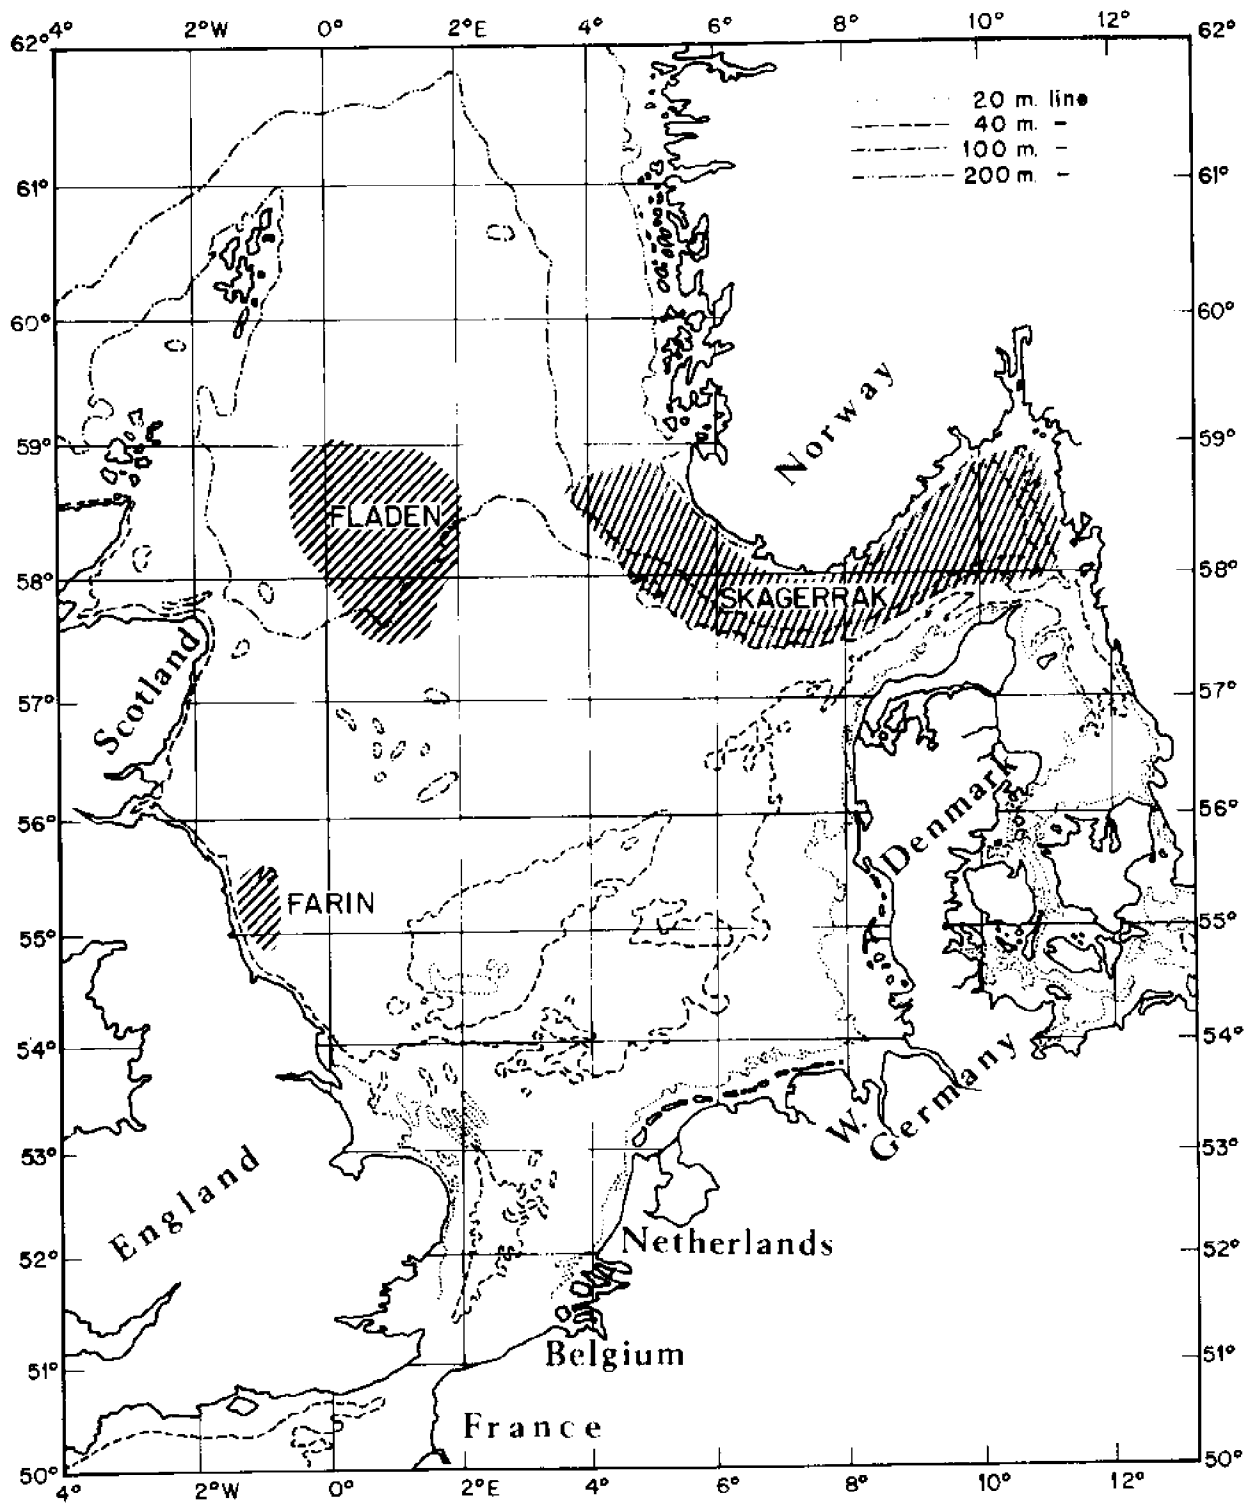 4° 2°W 0° 2°E 4° 6° 8° 10° 12°
62° 62°
20 m. line
40 m. -
100 m. -
200 m. -
61° 61°
60° 60°
Norway
59° 59°
FLADEN
58° 58°
SKAGERRAK
Scotland
57° 57°
Denmark
56° 56°
FARIN
55° 55°
54° 54°
W. Germany
53° 53°
England
Netherlands
52° 52°
Belgium
51° 51°
France
50° 50°
4° 2°W 0° 2°E 4° 6° 8° 10° 12°